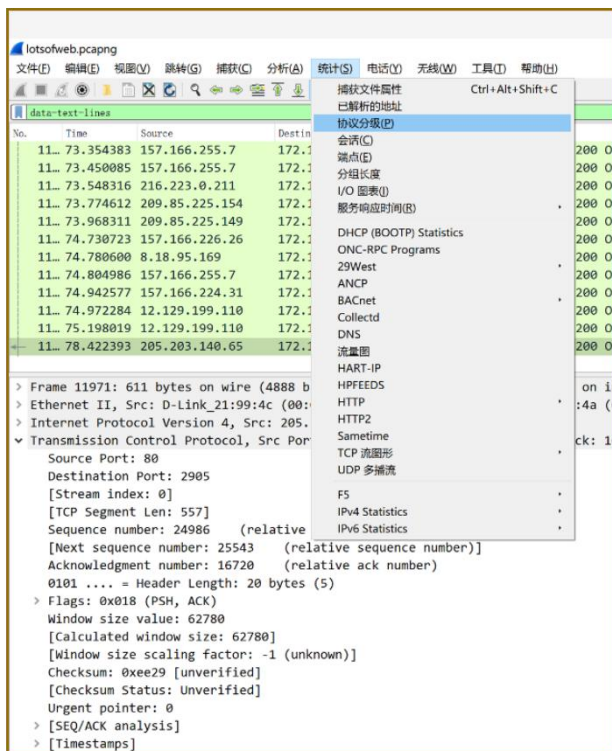 lotsofweb.pcapng
文件(F) 编辑(E) 视图(V) 跳转(G) 捕获(C) 分析(A) 统计(S) 电话(Y) 无线(W) 工具(T) 帮助(H)
data-text-lines
捕获文件属性 Ctrl+Alt+Shift+C
已解析的地址
协议分级(P)
会话(C)
端点(E)
分组长度
I/O 图表(I)
服务响应时间(R)
DHCP (BOOTP) Statistics
ONC-RPC Programs
29West
ANCP
BACnet
Collectd
DNS
流量图
HART-IP
HPFEEDS
HTTP
HTTP2
Sametime
TCP 流图形
UDP 多播流
F5
IPv4 Statistics
IPv6 Statistics
No. Time Source Destin
11… 73.354383 157.166.255.7 172.1 200 O
11… 73.450085 157.166.255.7 172.1 200 O
11… 73.548316 216.223.0.211 172.1 200 O
11… 73.774612 209.85.225.154 172.1 200 O
11… 73.968311 209.85.225.149 172.1 200 O
11… 74.730723 157.166.226.26 172.1 200 O
11… 74.780600 8.18.95.169 172.1 200 O
11… 74.804986 157.166.255.7 172.1 200 O
11… 74.942577 157.166.224.31 172.1 200 O
11… 74.972284 12.129.199.110 172.1 200 O
11… 75.198019 12.129.199.110 172.1 200 O
11… 78.422393 205.203.140.65 172.1 200 O
Frame 11971: 611 bytes on wire (4888 b on i
Ethernet II, Src: D-Link_21:99:4c (00: :4a (
Internet Protocol Version 4, Src: 205.
Transmission Control Protocol, Src Por ck: 1
Source Port: 80
Destination Port: 2905
[Stream index: 0]
[TCP Segment Len: 557]
Sequence number: 24986 (relative
[Next sequence number: 25543 (relative sequence number)]
Acknowledgment number: 16720 (relative ack number)
0101 .... = Header Length: 20 bytes (5)
Flags: 0x018 (PSH, ACK)
Window size value: 62780
[Calculated window size: 62780]
[Window size scaling factor: -1 (unknown)]
Checksum: 0xee29 [unverified]
[Checksum Status: Unverified]
Urgent pointer: 0
[SEQ/ACK analysis]
[Timestamps]